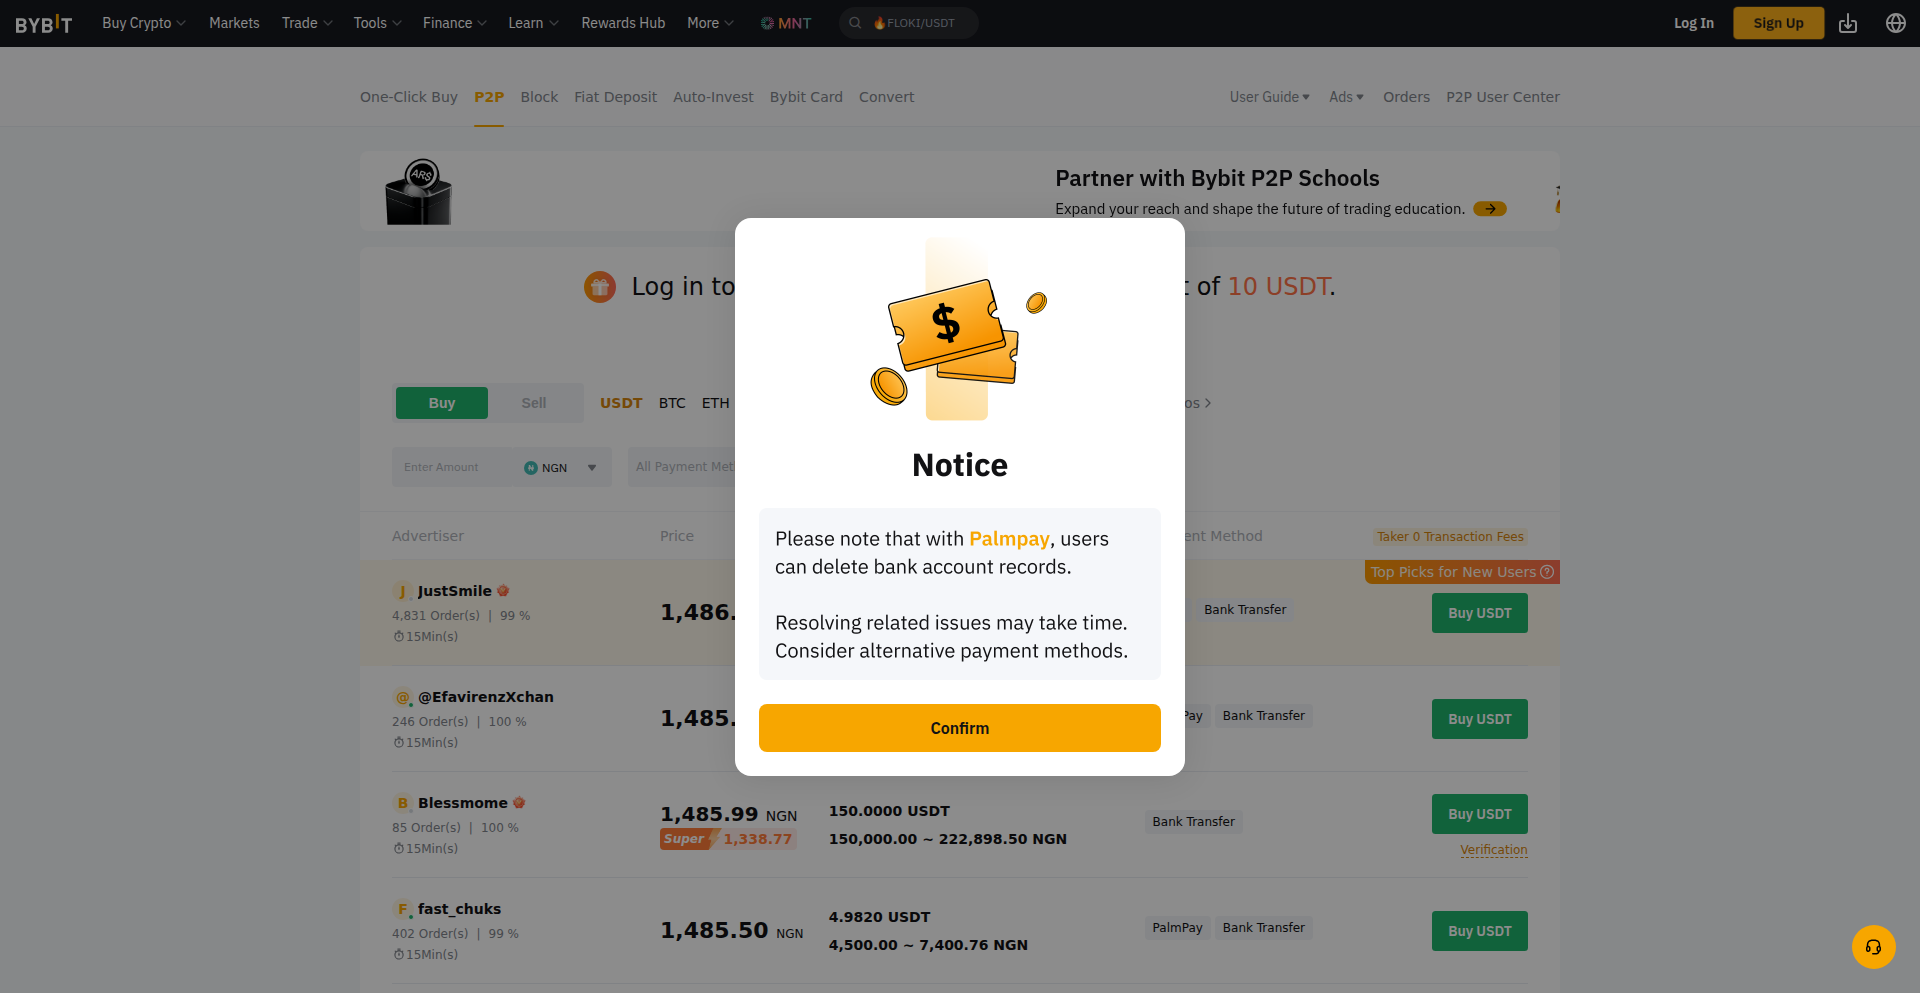 BYBIT Buy Crypto Markets Trade Tools Finance Learn Rewards Hub More MNT FLOKI/USDT Log In Sign Up
One-Click Buy P2P Block Fiat Deposit Auto-Invest Bybit Card Convert User Guide Ads Orders P2P User Center
ARS
Partner with Bybit P2P Schools
Expand your reach and shape the future of trading education.
Log in to of 10 USDT.
$
Buy Sell USDT BTC ETH
Enter Amount NGN All Payment
Notice
Please note that with Palmpay, users
can delete bank account records.
Resolving related issues may take time.
Consider alternative payment methods.
Confirm
Advertiser Price Method Taker 0 Transaction Fees
Top Picks for New Users
J JustSmile
4,831 Order(s) | 99 %
15Min(s)
1,486. Bank Transfer Buy USDT
@ @EfavirenzXchan
246 Order(s) | 100 %
15Min(s)
1,485. Pay Bank Transfer Buy USDT
B Blessmome
85 Order(s) | 100 %
15Min(s)
1,485.99 NGN
Super 1,338.77
150.0000 USDT
150,000.00 ~ 222,898.50 NGN
Bank Transfer Buy USDT
Verification
F fast_chuks
402 Order(s) | 99 %
15Min(s)
1,485.50 NGN
4.9820 USDT
4,500.00 ~ 7,400.76 NGN
PalmPay Bank Transfer Buy USDT